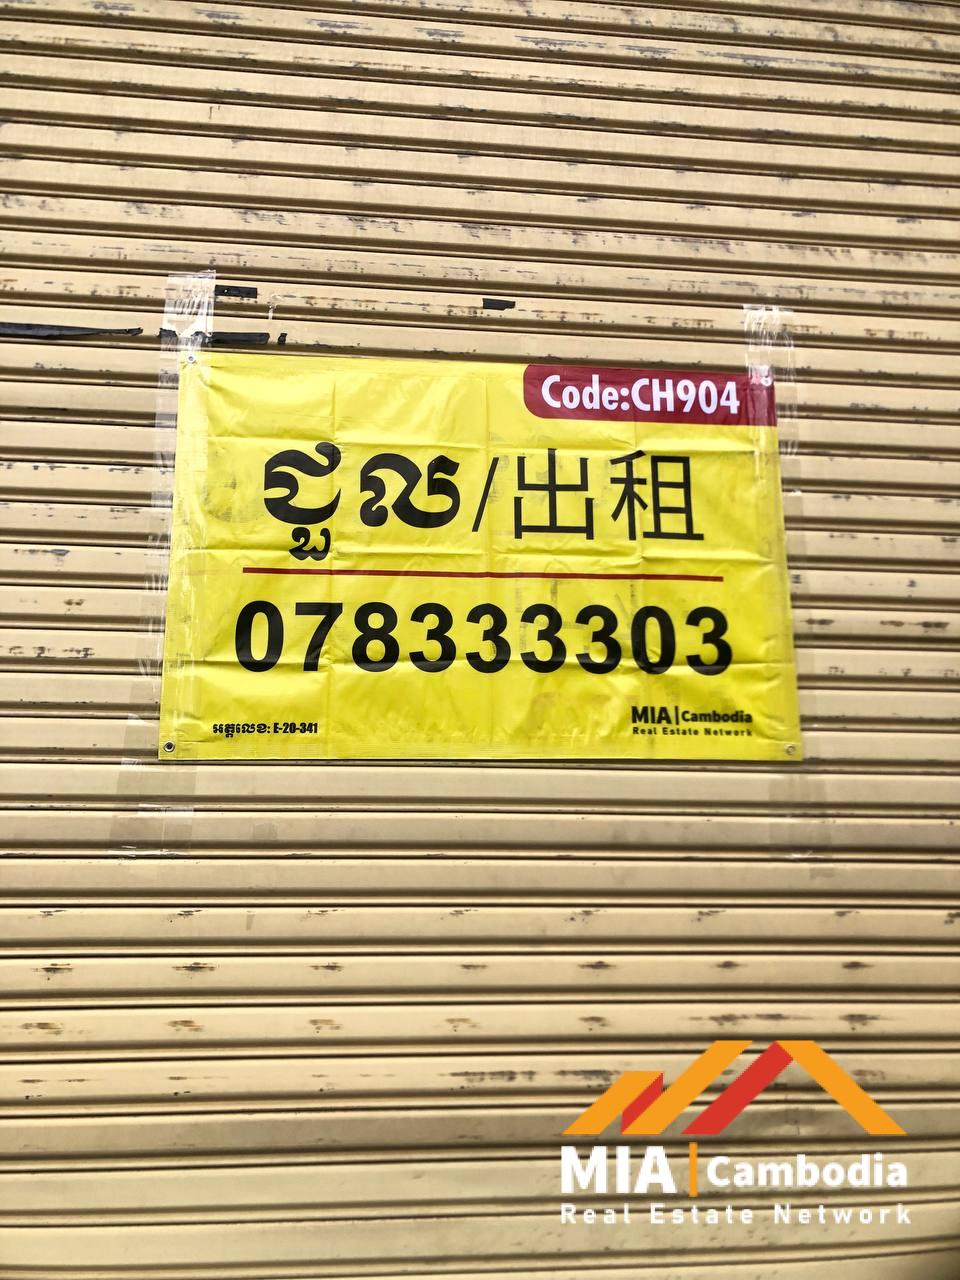 Code:CH904
ជួល/出租
078333303
អត្តលេខ: E-20-341
MIA|Cambodia
Real Estate Network
MIA|Cambodia
Real Estate Network